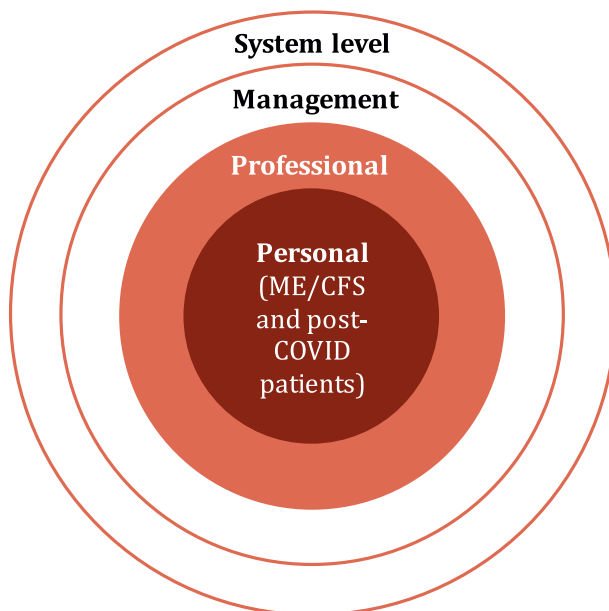 System level
Management
Professional
Personal
(ME/CFS
and post-
COVID
patients)